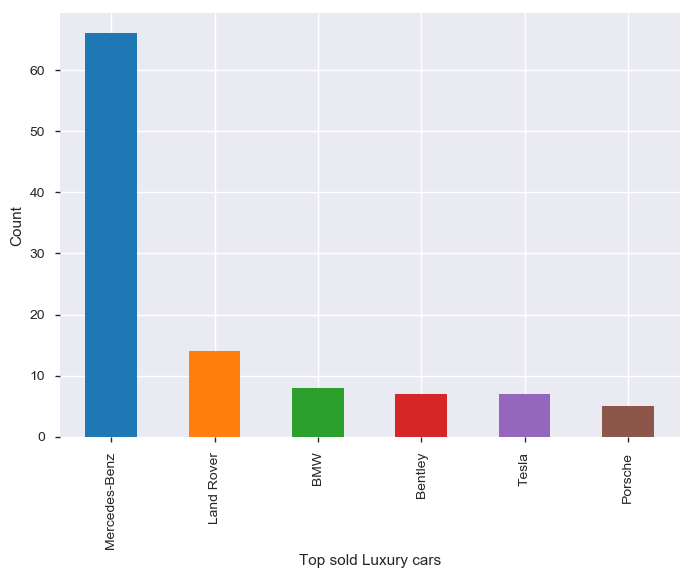 60
50
40
30
20
10
0
Count
Mercedes-Benz
Land Rover
BMW
Bentley
Tesla
Porsche
Top sold Luxury cars